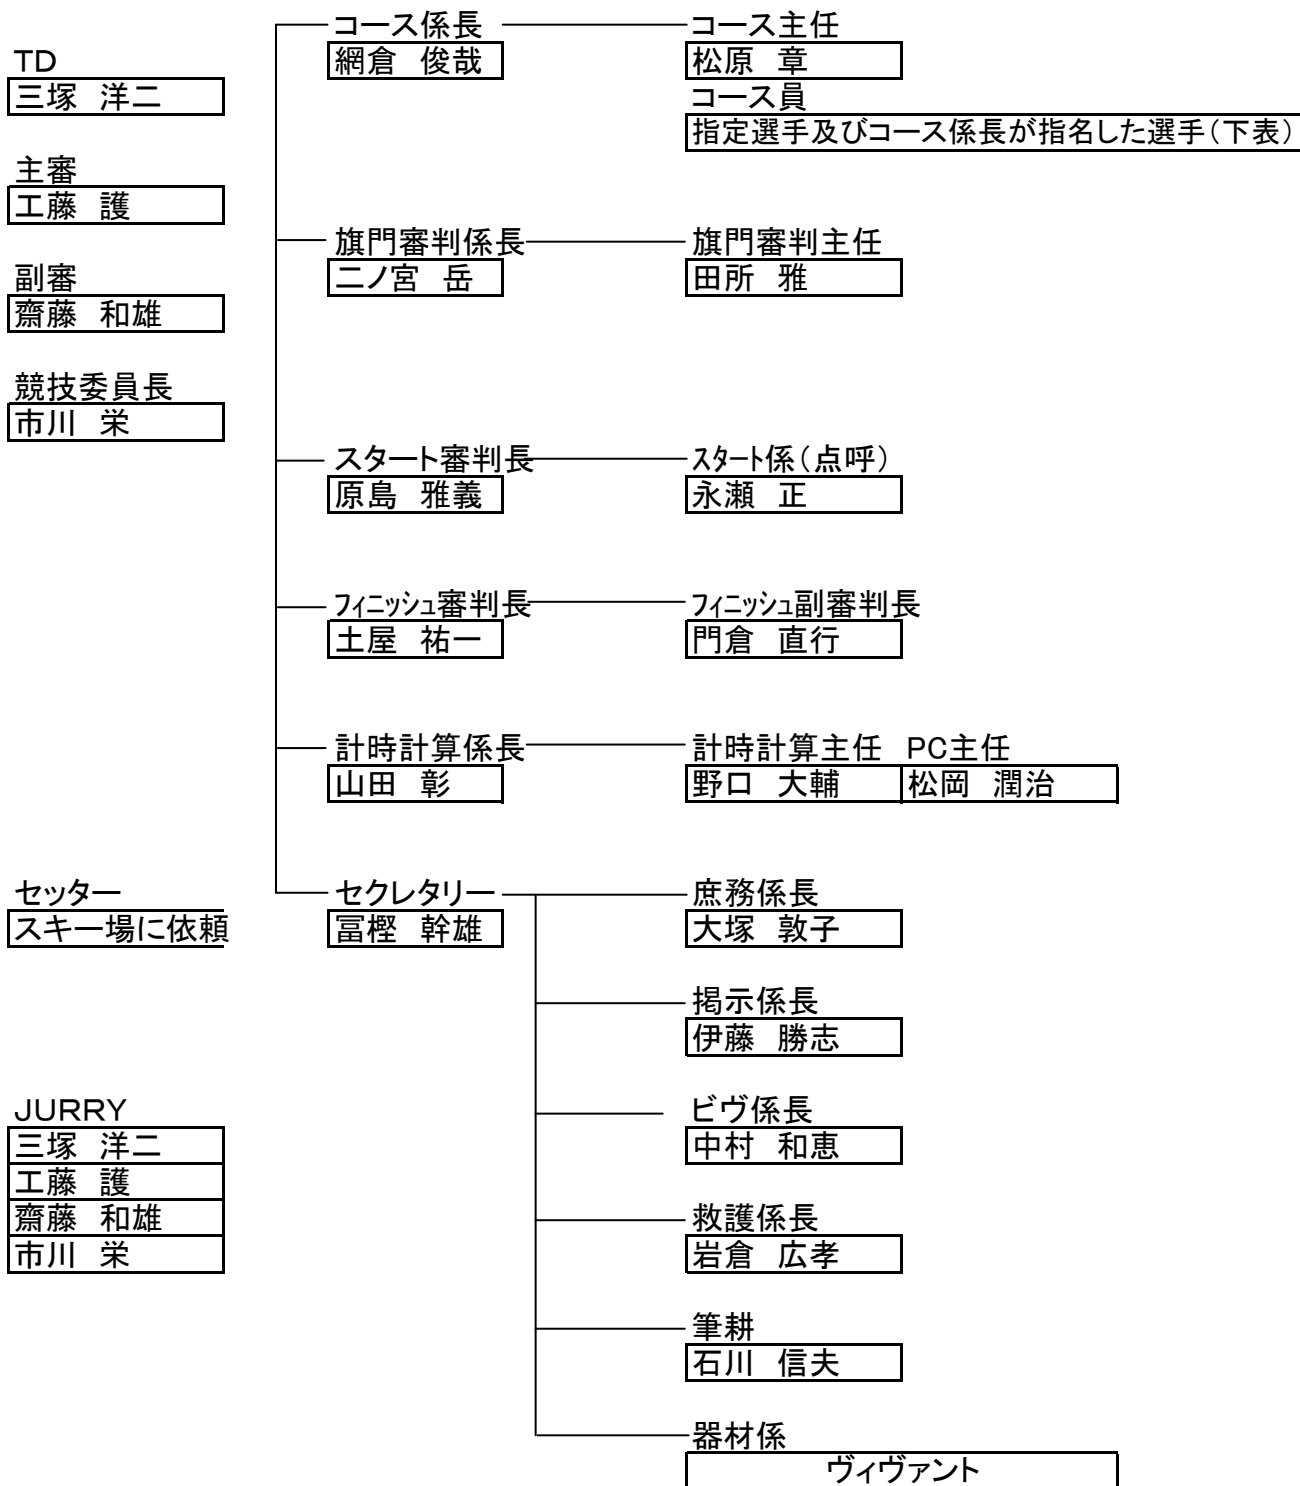 TD
三塚 洋二
主審
工藤 護
副審
齋藤 和雄
競技委員長
市川 栄
セッター
スキー場に依頼
JURRY
三塚 洋二
工藤 護
齋藤 和雄
市川 栄
コース係長
網倉 俊哉
コース主任
松原 章
コース員
指定選手及びコース係長が指名した選手(下表)
旗門審判係長
二ノ宮 岳
旗門審判主任
田所 雅
スタート審判長
原島 雅義
スタート係(点呼)
永瀬 正
フィニッシュ審判長
土屋 祐一
フィニッシュ副審判長
門倉 直行
計時計算係長
山田 彰
計時計算主任 PC主任
野口 大輔 松岡 潤治
セクレタリー
冨樫 幹雄
庶務係長
大塚 敦子
掲示係長
伊藤 勝志
ビヴ係長
中村 和恵
救護係長
岩倉 広孝
筆耕
石川 信夫
器材係
ヴィヴァント